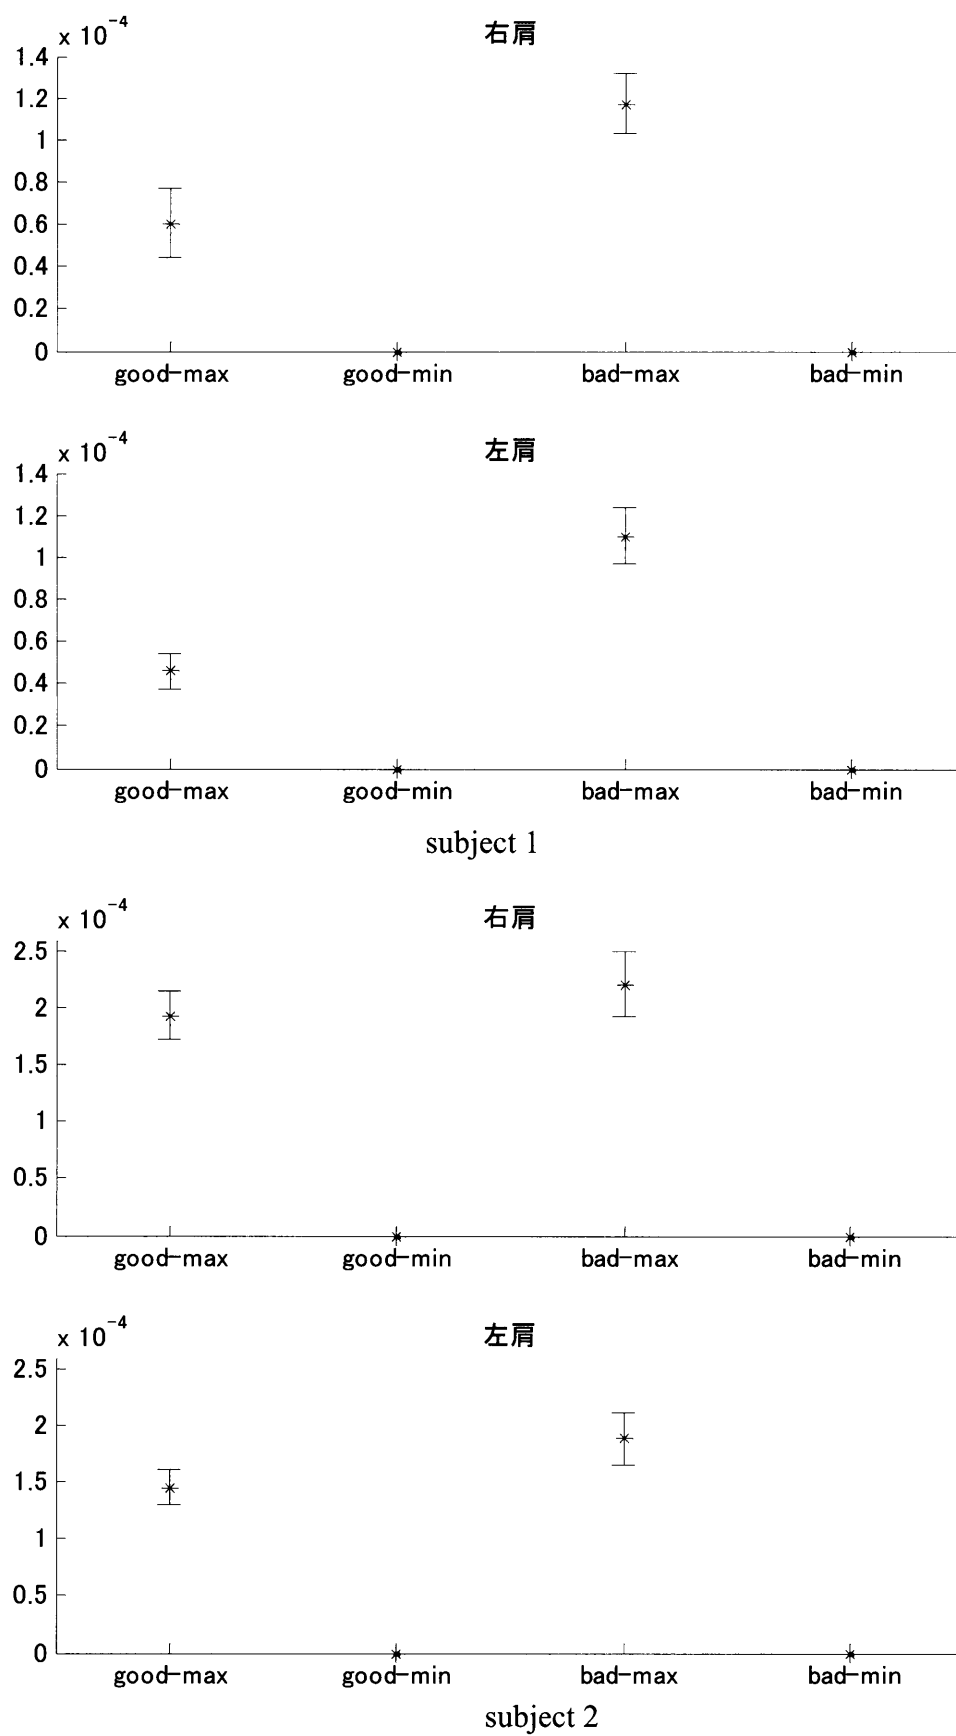 x 10⁻⁴
右肩
1.4
1.2
1
0.8
0.6
0.4
0.2
0
good-max good-min bad-max bad-min
x 10⁻⁴
左肩
1.4
1.2
1
0.8
0.6
0.4
0.2
0
good-max good-min bad-max bad-min
subject 1
x 10⁻⁴
右肩
2.5
2
1.5
1
0.5
0
good-max good-min bad-max bad-min
x 10⁻⁴
左肩
2.5
2
1.5
1
0.5
0
good-max good-min bad-max bad-min
subject 2